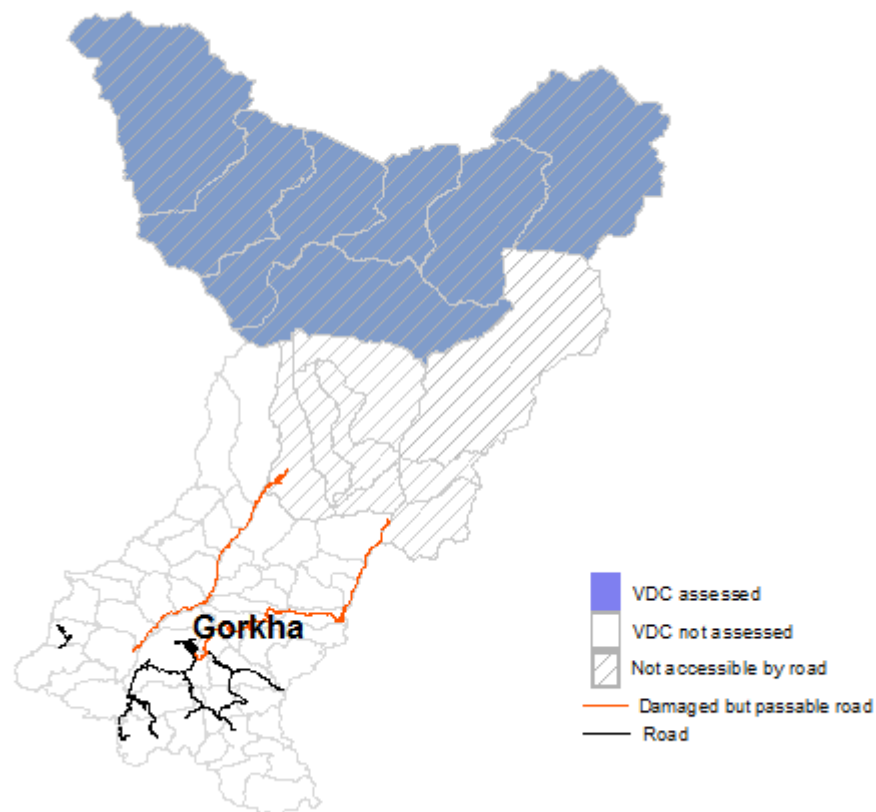 Gorkha
VDC assessed
VDC not assessed
Not accessible by road
Damaged but passable road
Road